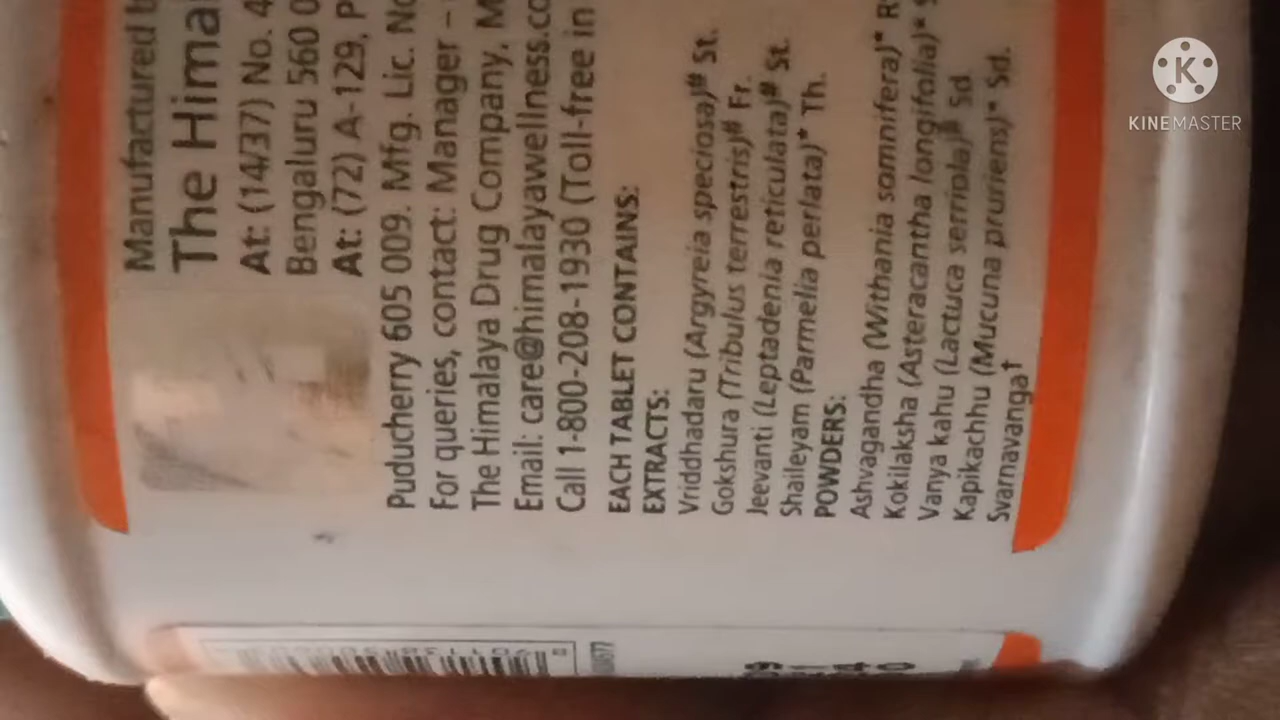 Manufactured b
The Hima
At: (14/37) No. 4
Bengaluru 560 0
At: (72) A-129, P
Puducherry 605 009. Mfg. Lic. No
For queries, contact: Manager –
The Himalaya Drug Company, M
Email: care@himalayawellness.co
Call 1-800-208-1930 (Toll-free in
EACH TABLET CONTAINS:
EXTRACTS:
Vriddhadaru (Argyreia speciosa)# St.
Gokshura (Tribulus terrestris)# Fr.
Jeevanti (Leptadenia reticulata)# St.
Shaileyam (Parmelia perlata)* Th.
POWDERS:
Ashvagandha (Withania somnifera)* R
Kokilaksha (Asteracantha longifolia)* S
Vanya kahu (Lactuca serriola)# Sd
Kapikachhu (Mucuna pruriens)* Sd.
Svarnavanga†
KINEMASTER